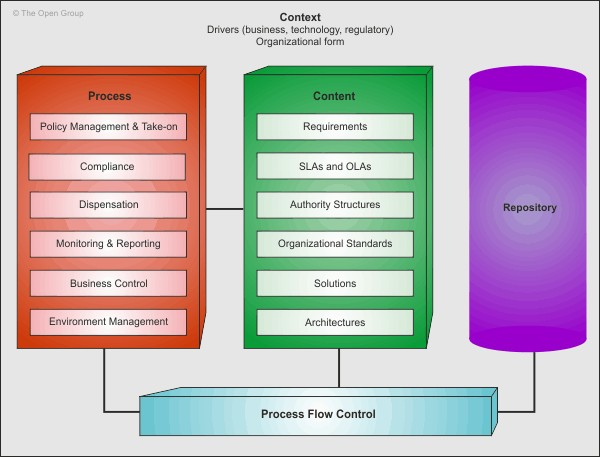 © The Open Group
Context
Drivers (business, technology, regulatory)
Organizational form
Process
Policy Management & Take-on
Compliance
Dispensation
Monitoring & Reporting
Business Control
Environment Management
Content
Requirements
SLAs and OLAs
Authority Structures
Organizational Standards
Solutions
Architectures
Repository
Process Flow Control